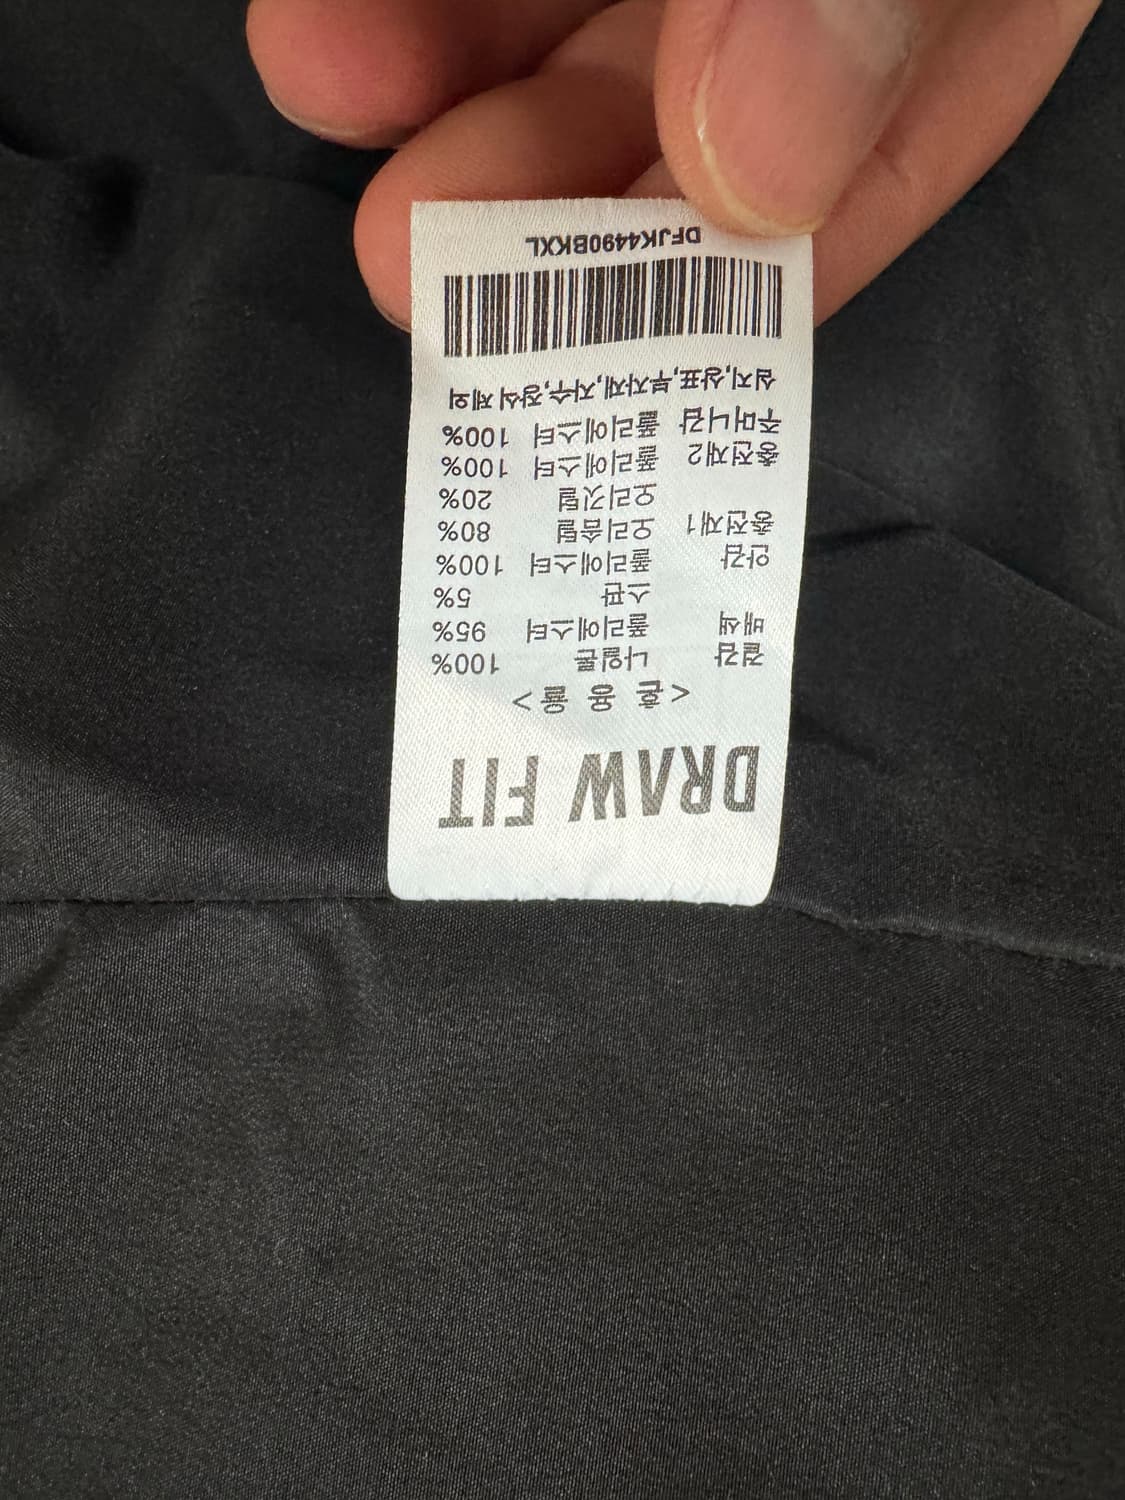 DRAW FIT
<혼 용 율>
겉감 나일론 100%
배색 폴리에스터 95%
스판 5%
안감 폴리에스터 100%
충전재1 오리솜털 80%
오리깃털 20%
충전재2 폴리에스터 100%
주머니감 폴리에스터 100%
심지,상표,부자재,자수,장식 제외
DFJK4490BKXXL